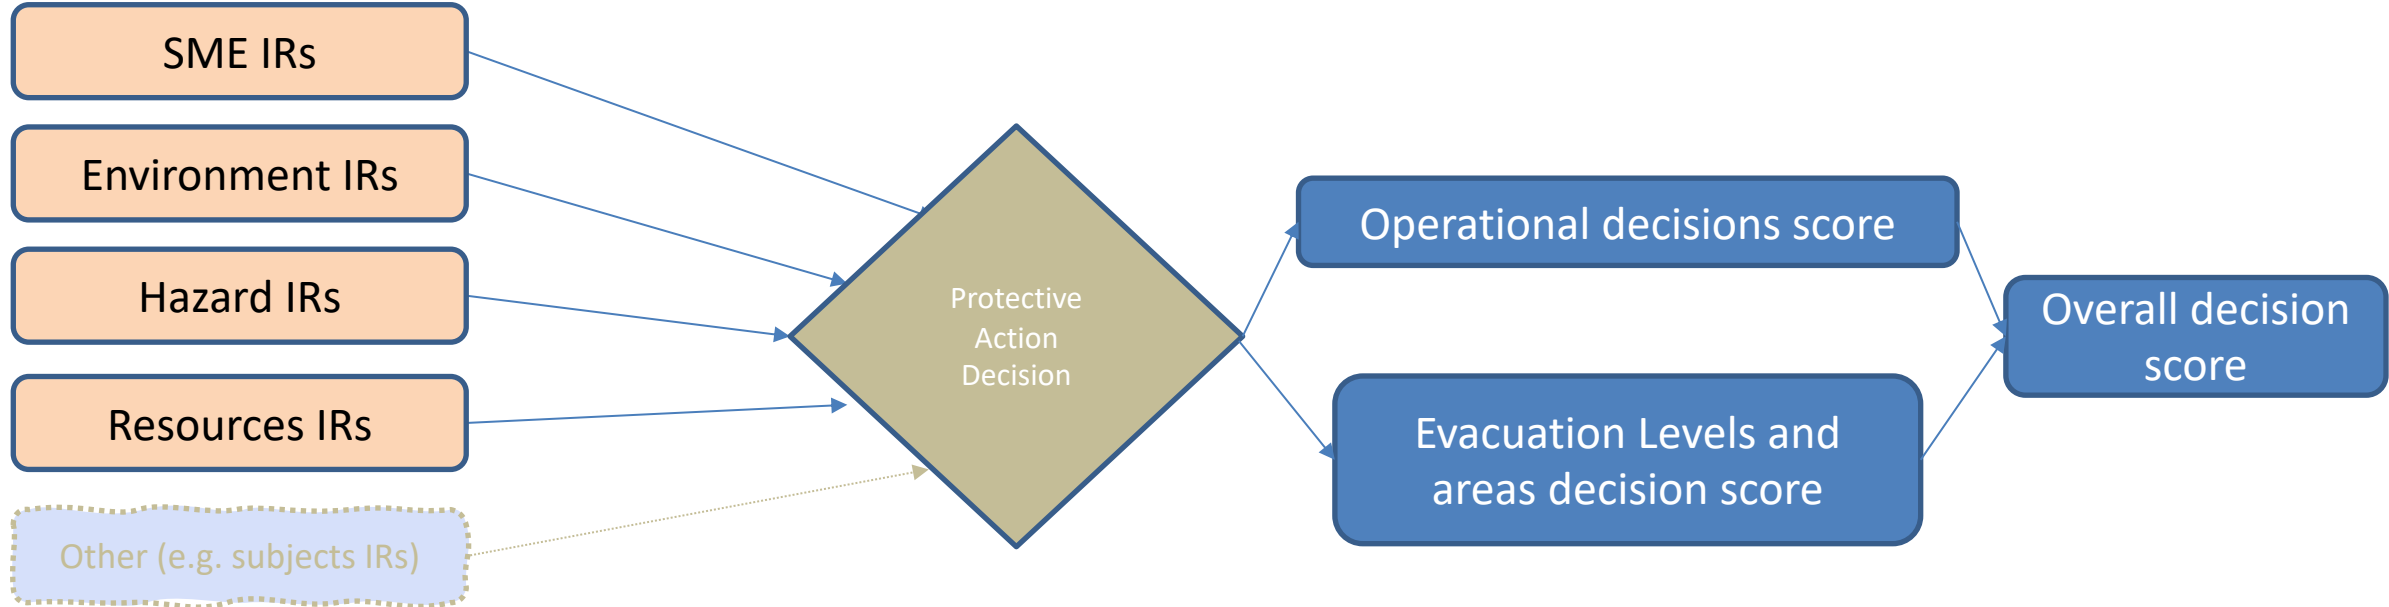 SME IRs
Environment IRs
Hazard IRs
Resources IRs
Other (e.g. subjects IRs)
Protective
Action
Decision
Operational decisions score
Evacuation Levels and
areas decision score
Overall decision
score